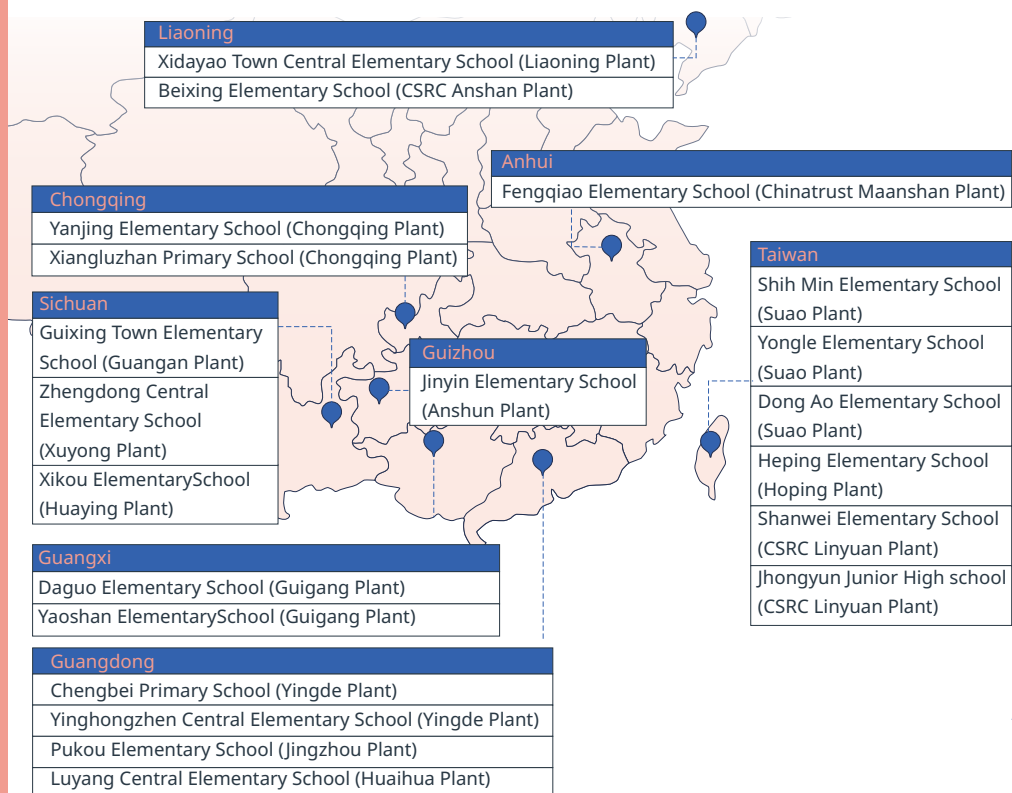 Liaoning
Xidayao Town Central Elementary School (Liaoning Plant)
Beixing Elementary School (CSRC Anshan Plant)
Anhui
Fengqiao Elementary School (Chinatrust Maanshan Plant)
Chongqing
Yanjing Elementary School (Chongqing Plant)
Xiangluzhan Primary School (Chongqing Plant)
Taiwan
Shih Min Elementary School
(Suao Plant)
Yongle Elementary School
(Suao Plant)
Dong Ao Elementary School
(Suao Plant)
Heping Elementary School
(Hoping Plant)
Shanwei Elementary School
(CSRC Linyuan Plant)
Jhongyun Junior High school
(CSRC Linyuan Plant)
Sichuan
Guixing Town Elementary
School (Guangan Plant)
Zhengdong Central
Elementary School
(Xuyong Plant)
Xikou ElementarySchool
(Huaying Plant)
Guizhou
Jinyin Elementary School
(Anshun Plant)
Guangxi
Daguo Elementary School (Guigang Plant)
Yaoshan ElementarySchool (Guigang Plant)
Guangdong
Chengbei Primary School (Yingde Plant)
Yinghongzhen Central Elementary School (Yingde Plant)
Pukou Elementary School (Jingzhou Plant)
Luyang Central Elementary School (Huaihua Plant)